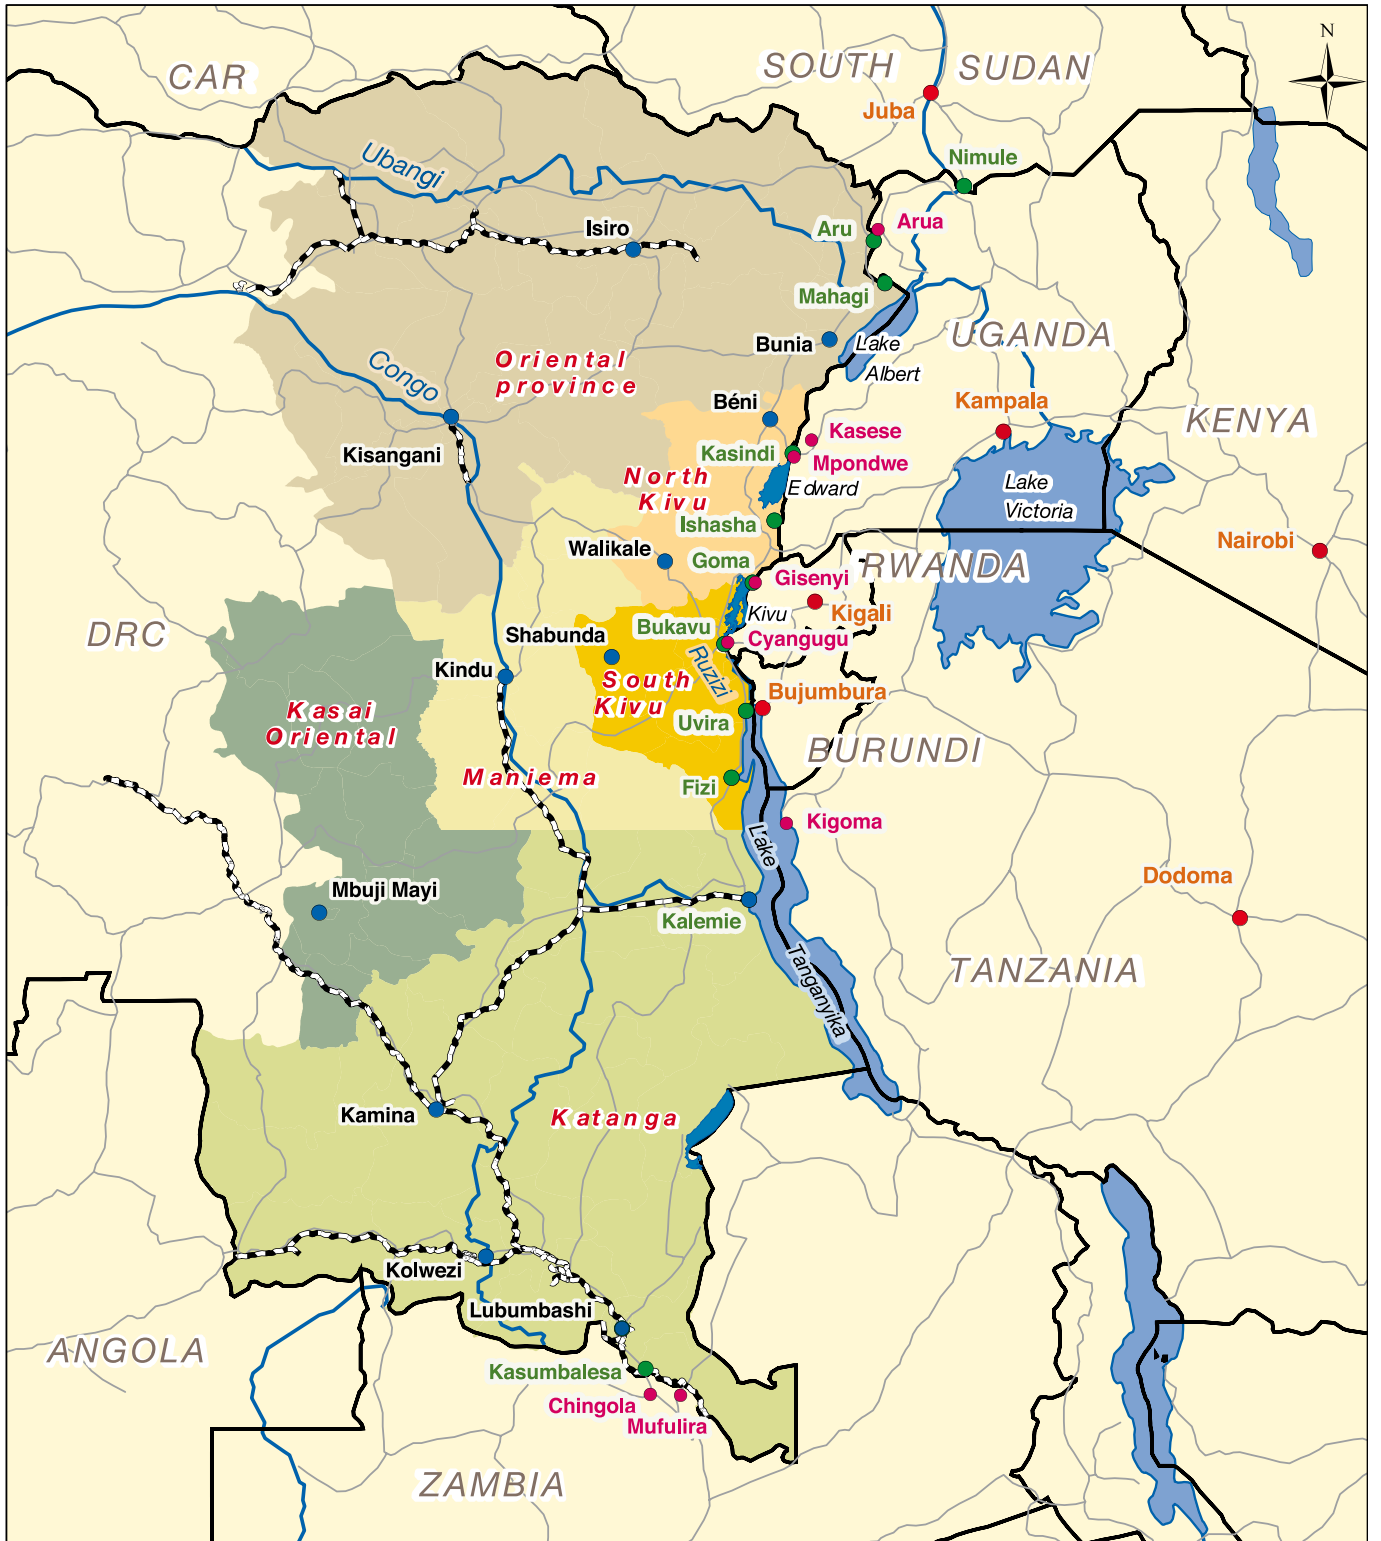 N
CAR
SOUTH SUDAN
Juba
Nimule
Ubangi
Isiro
Aru
Arua
Mahagi
Bunia
Lake
Albert
UGANDA
Oriental
province
Congo
Kampala
KENYA
Béni
Kasese
Kisangani
Kasindi
Mpondwe
North
Kivu
Edward
Lake
Victoria
Ishasha
Nairobi
Walikale
Goma
Gisenyi
RWANDA
Kivu
Kigali
DRC
Shabunda
Bukavu
Cyangugu
Ruzizi
Kindu
South
Kivu
Bujumbura
Kasai
Oriental
Uvira
BURUNDI
Maniema
Fizi
Kigoma
Lake
Tanganyika
Mbuji Mayi
Dodoma
Kalemie
TANZANIA
Kamina
Katanga
Kolwezi
Lubumbashi
ANGOLA
Kasumbalesa
Chingola
Mufulira
ZAMBIA